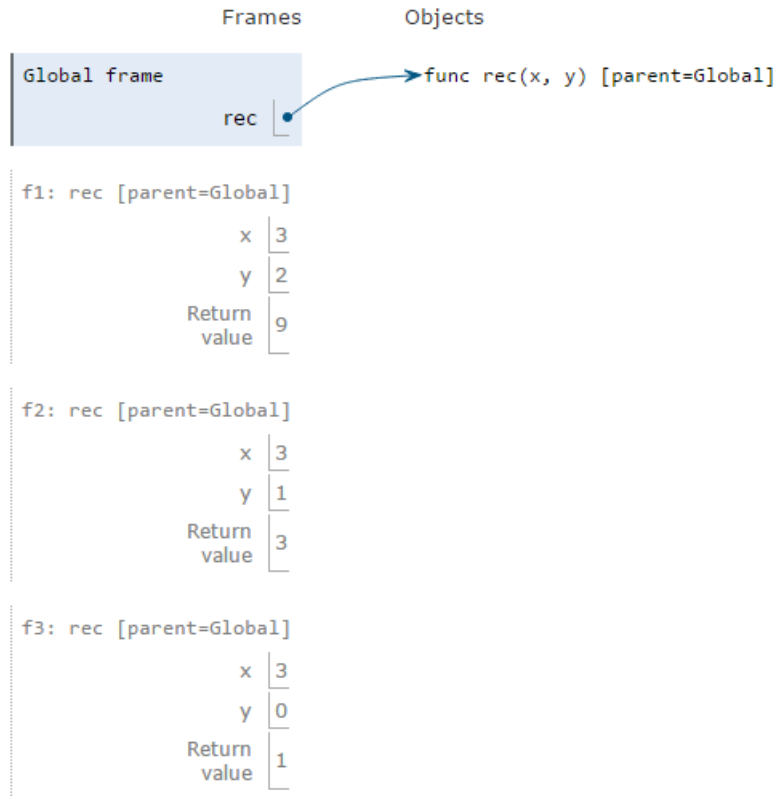 Frames Objects
Global frame
func rec(x, y) [parent=Global]
rec
f1: rec [parent=Global]
x 3
y 2
Return
value 9
f2: rec [parent=Global]
x 3
y 1
Return
value 3
f3: rec [parent=Global]
x 3
y 0
Return
value 1